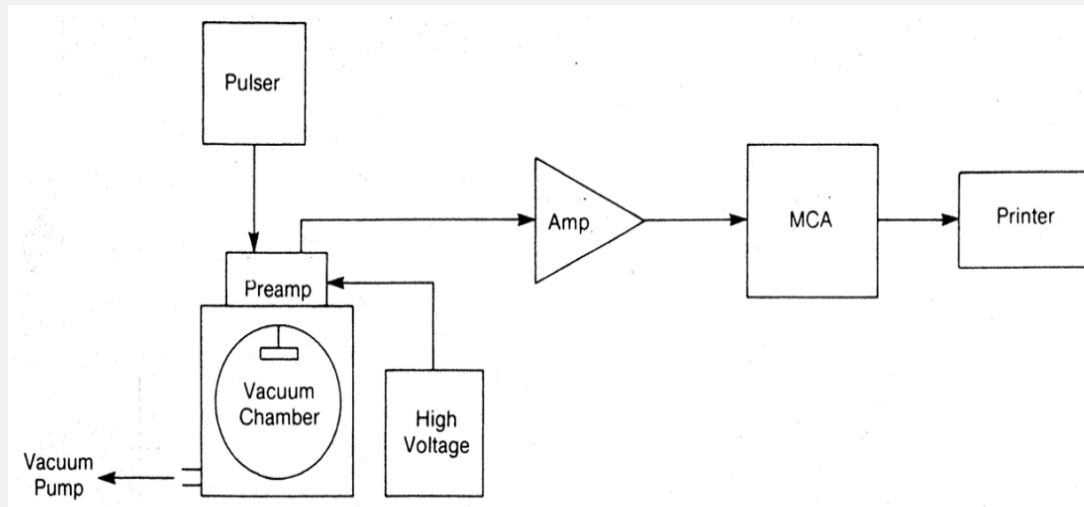 Pulser
Amp
MCA
Printer
Preamp
Vacuum
Chamber
High
Voltage
Vacuum
Pump